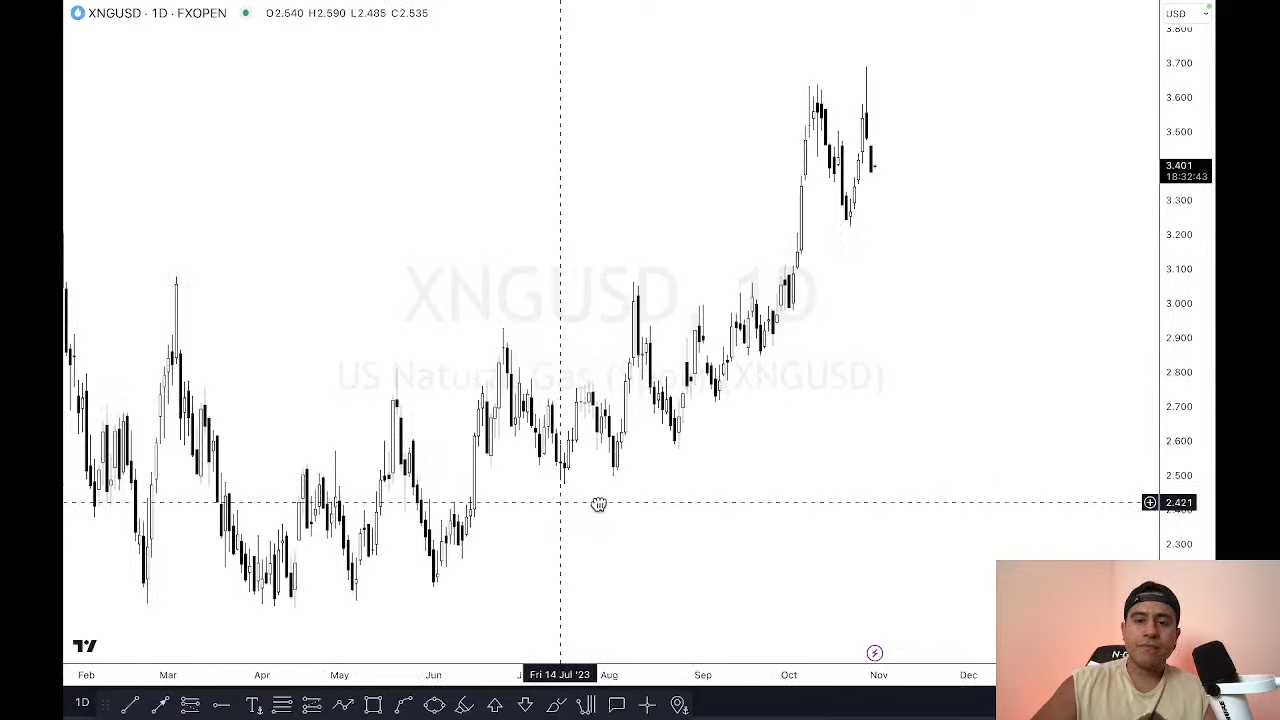 XNGUSD · 1D · FXOPEN O2.540 H2.590 L2.485 C2.535
USD
3.800
3.700
3.600
3.500
3.401
18:32:43
3.300
3.200
3.100
3.000
2.900
2.800
2.700
2.600
2.500
2.421
2.300
XNGUSD, 1D
US Natural Gas (Spot) (XNGUSD)
Feb Mar Apr May Jun Fri 14 Jul '23 Aug Sep Oct Nov Dec
1D